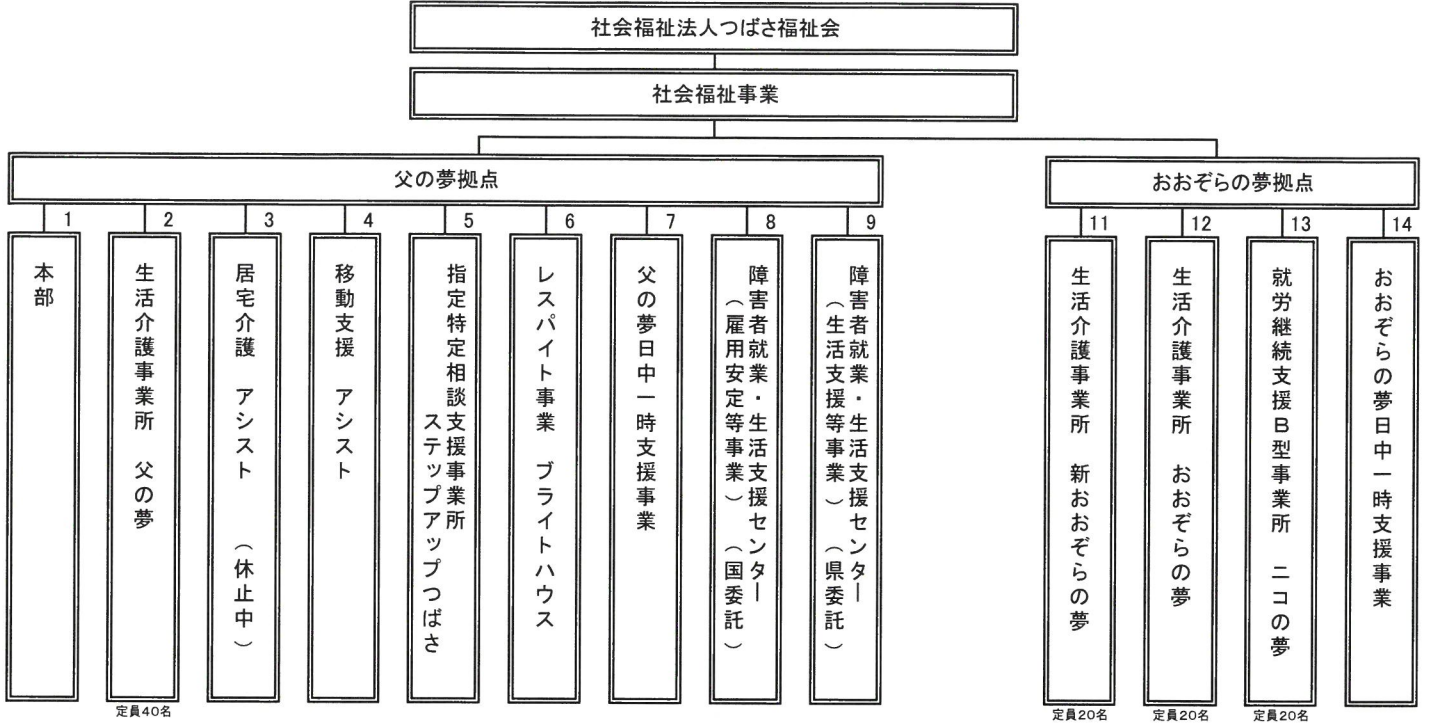 社会福祉法人つばさ福祉会
社会福祉事業
父の夢拠点
おおぞらの夢拠点
1
本部
2
生活介護事業所　父の夢
定員40名
3
居宅介護　アシスト　（休止中）
4
移動支援　アシスト
5
指定特定相談支援事業所
ステップアップつばさ
6
レスパイト事業　ブライトハウス
7
父の夢日中一時支援事業
8
障害者就業・生活支援センター
（雇用安定等事業）（国委託）
9
障害者就業・生活支援センター
（生活支援等事業）（県委託）
11
生活介護事業所　新おおぞらの夢
定員20名
12
生活介護事業所　おおぞらの夢
定員20名
13
就労継続支援B型事業所　ニコの夢
定員20名
14
おおぞらの夢日中一時支援事業